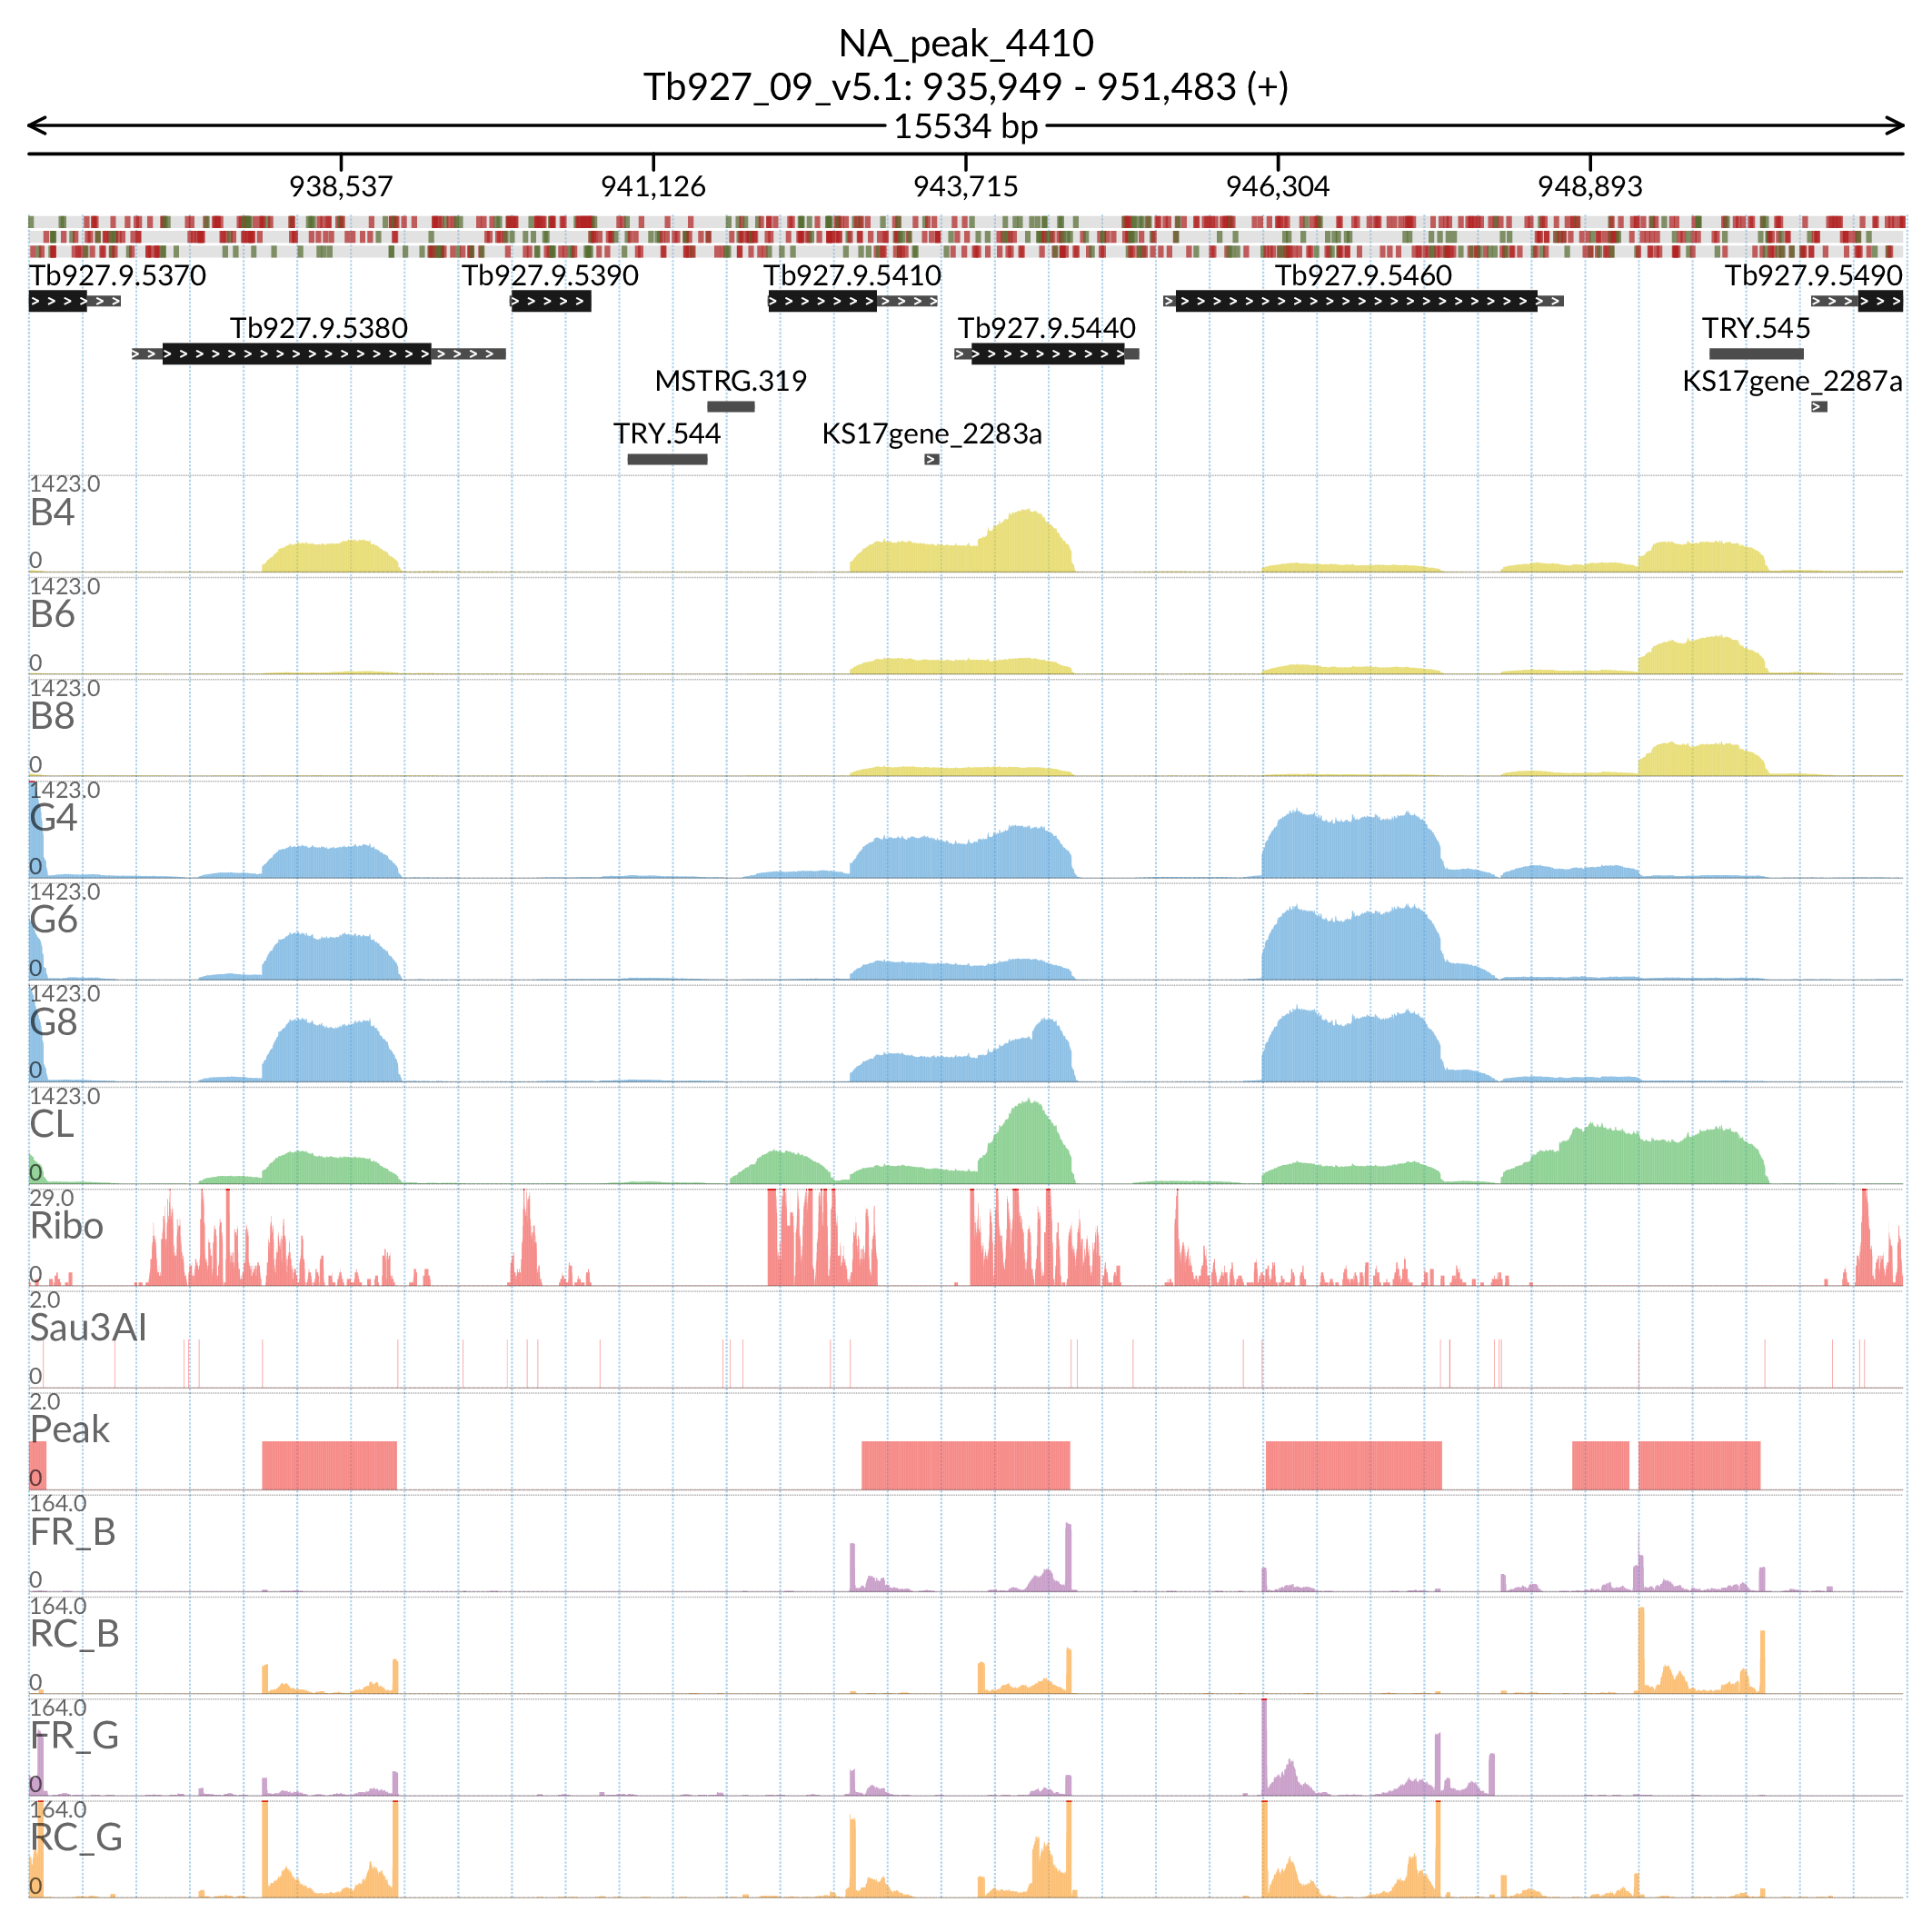 NA_peak_4410
Tb927_09_v5.1: 935,949 - 951,483 (+)
15534 bp
938,537 941,126 943,715 946,304 948,893
Tb927.9.5370 Tb927.9.5390 Tb927.9.5410 Tb927.9.5460 Tb927.9.5490
Tb927.9.5380 Tb927.9.5440 TRY.545
MSTRG.319 KS17gene_2287a
TRY.544 KS17gene_2283a
1423.0
B4
0
1423.0
B6
0
1423.0
B8
0
1423.0
G4
0
1423.0
G6
0
1423.0
G8
0
1423.0
CL
0
29.0
Ribo
0
2.0
Sau3AI
0
2.0
Peak
0
164.0
FR_B
0
164.0
RC_B
0
164.0
FR_G
0
164.0
RC_G
0